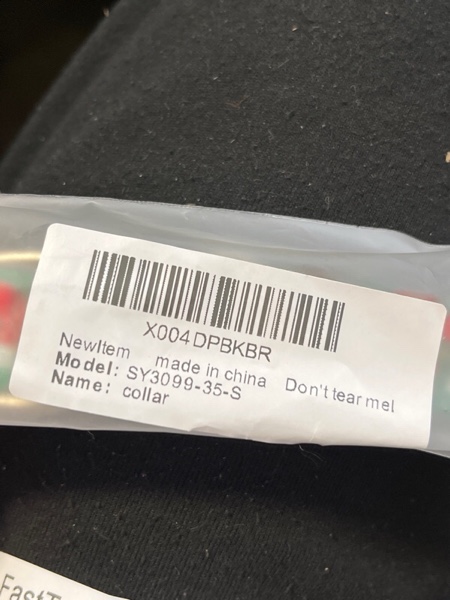 X004DPBKBR
NewItem made in china Don't tear me!
Model: SY3099-35-S
Name: collar